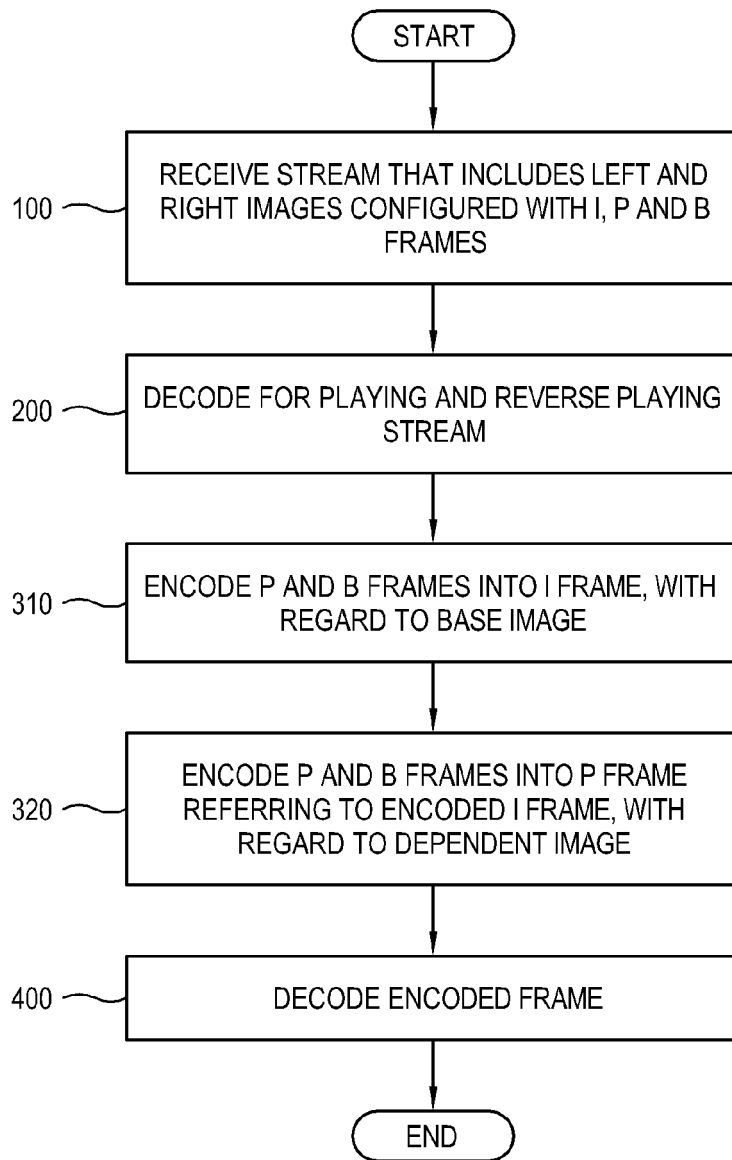 START
100
RECEIVE STREAM THAT INCLUDES LEFT AND
RIGHT IMAGES CONFIGURED WITH I, P AND B
FRAMES
200
DECODE FOR PLAYING AND REVERSE PLAYING
STREAM
310
ENCODE P AND B FRAMES INTO I FRAME, WITH
REGARD TO BASE IMAGE
320
ENCODE P AND B FRAMES INTO P FRAME
REFERRING TO ENCODED I FRAME, WITH
REGARD TO DEPENDENT IMAGE
400
DECODE ENCODED FRAME
END